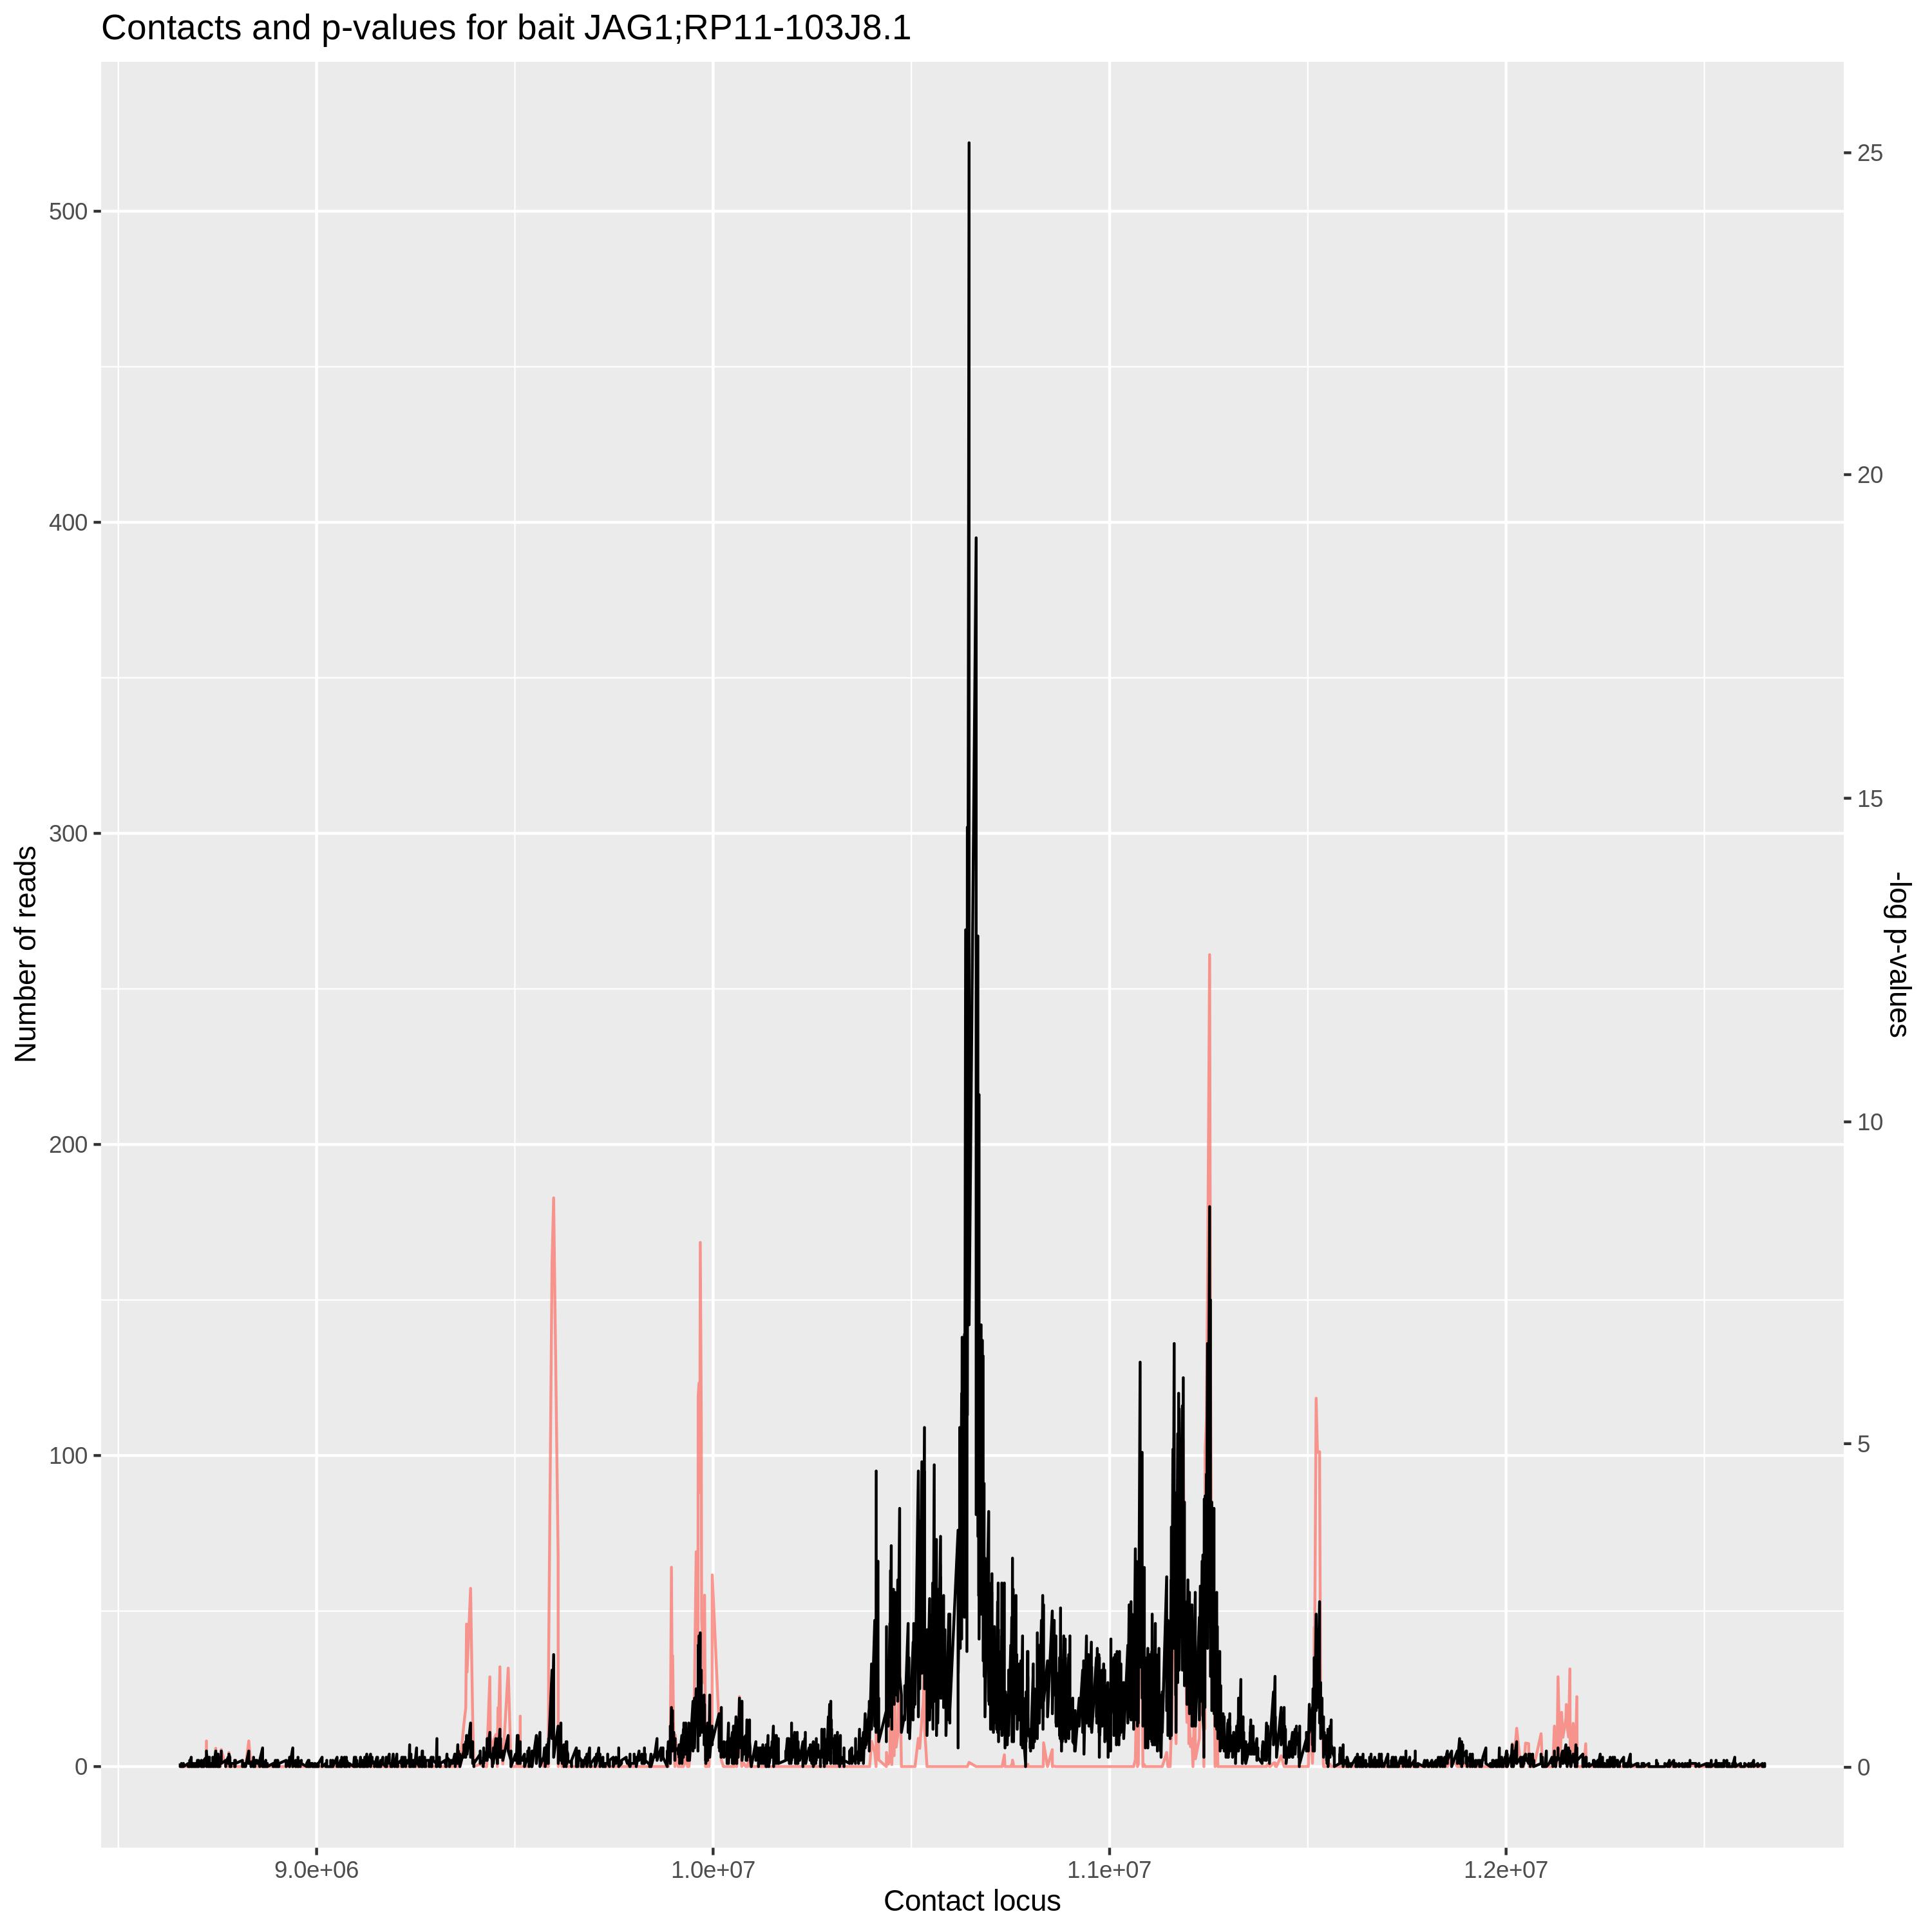 Contacts and p-values for bait JAG1;RP11-103J8.1
Number of reads
500
400
300
200
100
0
25
20
15
10
5
0
-log p-values
9.0e+06
1.0e+07
1.1e+07
1.2e+07
Contact locus